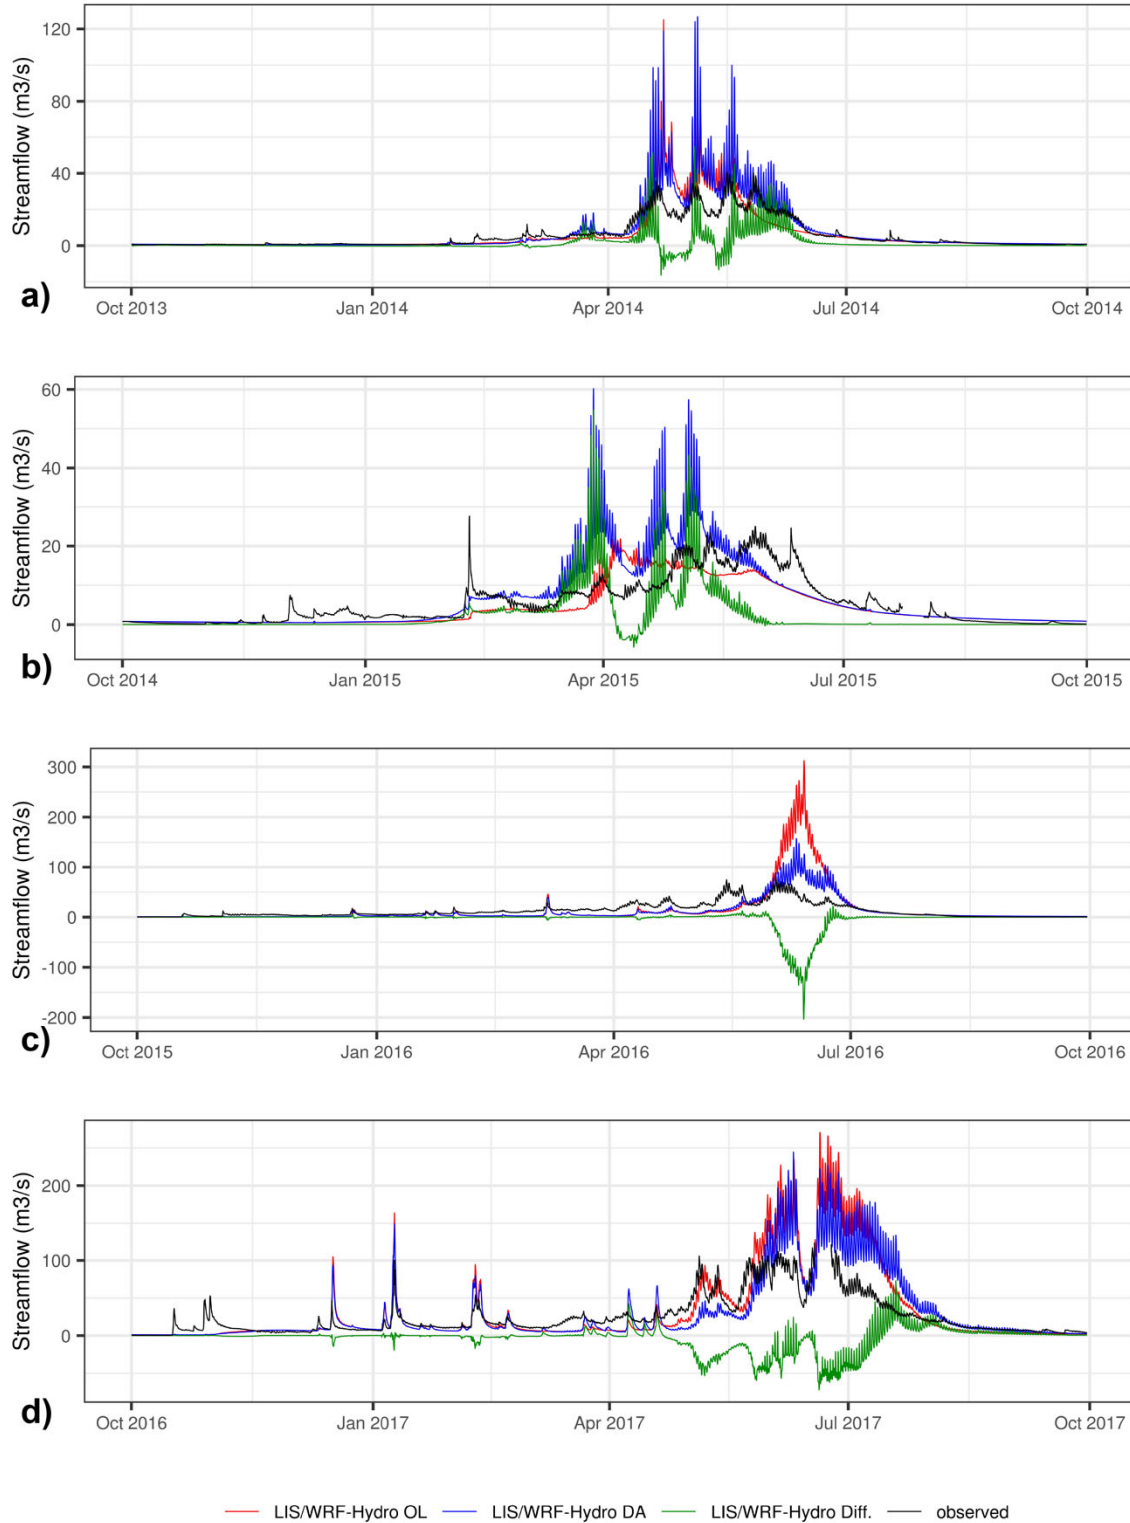 120
80
40
0
Streamflow (m3/s)
a)
Oct 2013 Jan 2014 Apr 2014 Jul 2014 Oct 2014
60
40
20
0
Streamflow (m3/s)
b)
Oct 2014 Jan 2015 Apr 2015 Jul 2015 Oct 2015
300
200
100
0
-100
-200
Streamflow (m3/s)
c)
Oct 2015 Jan 2016 Apr 2016 Jul 2016 Oct 2016
200
100
0
Streamflow (m3/s)
d)
Oct 2016 Jan 2017 Apr 2017 Jul 2017 Oct 2017
LIS/WRF-Hydro OL LIS/WRF-Hydro DA LIS/WRF-Hydro Diff. observed